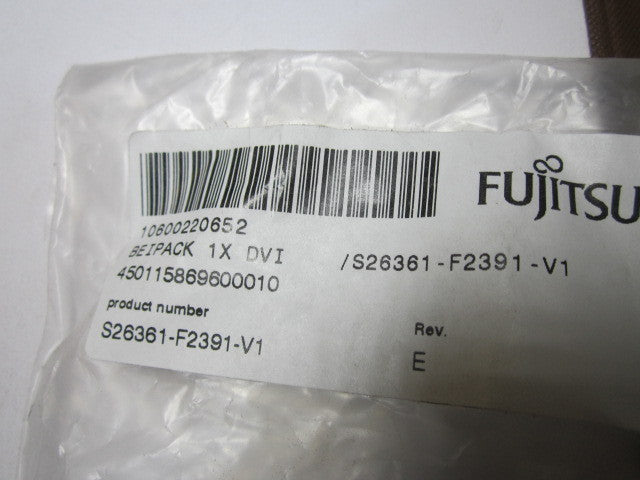 FUJITSU
10600220652
BEIPACK 1X DVI /S26361-F2391-V1
450115869600010
product number
S26361-F2391-V1
Rev.
E